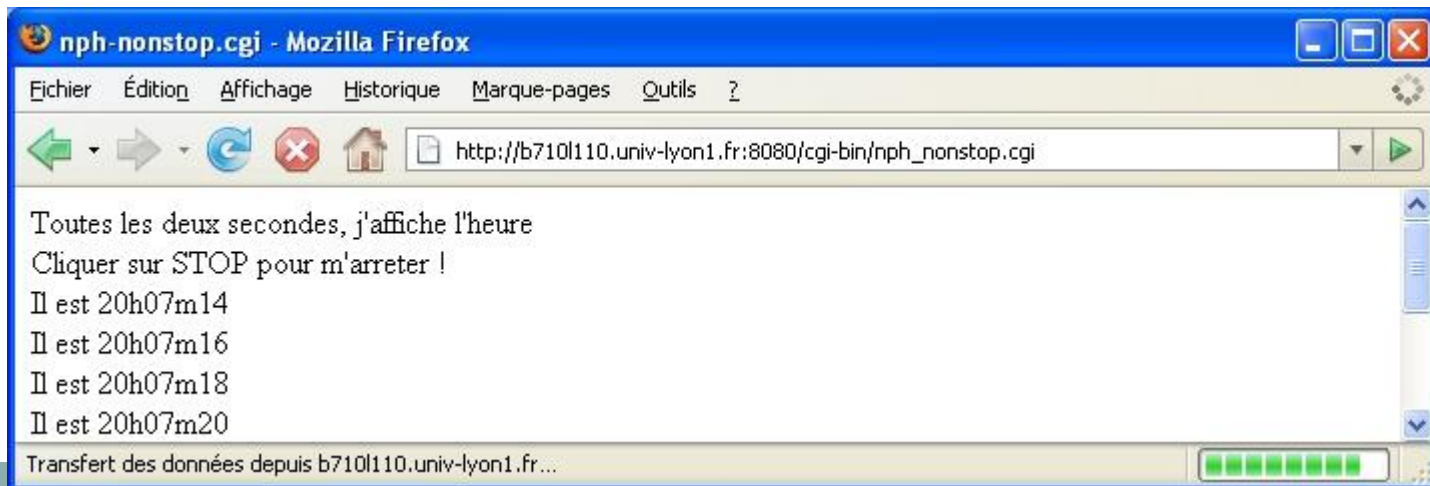 nph-nonstop.cgi - Mozilla Firefox
Fichier Édition Affichage Historique Marque-pages Outils ?
http://b710l110.univ-lyon1.fr:8080/cgi-bin/nph_nonstop.cgi
Toutes les deux secondes, j'affiche l'heure
Cliquer sur STOP pour m'arreter !
Il est 20h07m14
Il est 20h07m16
Il est 20h07m18
Il est 20h07m20
Transfert des données depuis b710l110.univ-lyon1.fr...